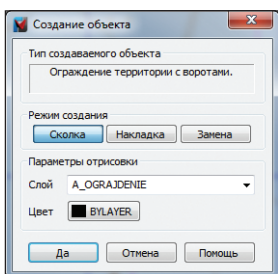 Создание объекта
Тип создаваемого объекта
Ограждение территории с воротами.
Режим создания
Сколка Накладка Замена
Параметры отрисовки
Слой A_OGRAJDENIE
Цвет BYLAYER
Да Отмена Помощь